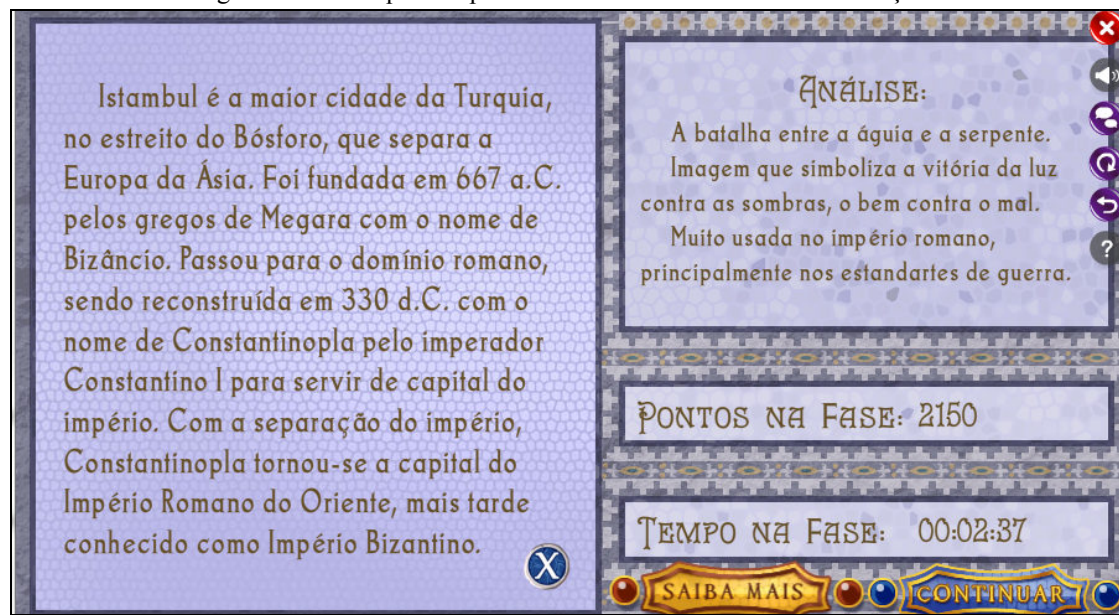 Istambul é a maior cidade da Turquia,
no estreito do Bósforo, que separa a
Europa da Ásia. Foi fundada em 667 a.C.
pelos gregos de Megara com o nome de
Bizâncio. Passou para o domínio romano,
sendo reconstruída em 330 d.C. com o
nome de Constantinopla pelo imperador
Constantino I para servir de capital do
império. Com a separação do império,
Constantinopla tornou-se a capital do
Império Romano do Oriente, mais tarde
conhecido como Império Bizantino.
X
Análise:
A batalha entre a águia e a serpente.
Imagem que simboliza a vitória da luz
contra as sombras, o bem contra o mal.
Muito usada no império romano,
principalmente nos estandartes de guerra.
?
Pontos na Fase: 2150
Tempo na Fase: 00:02:37
SAIBA MAIS
CONTINUAR